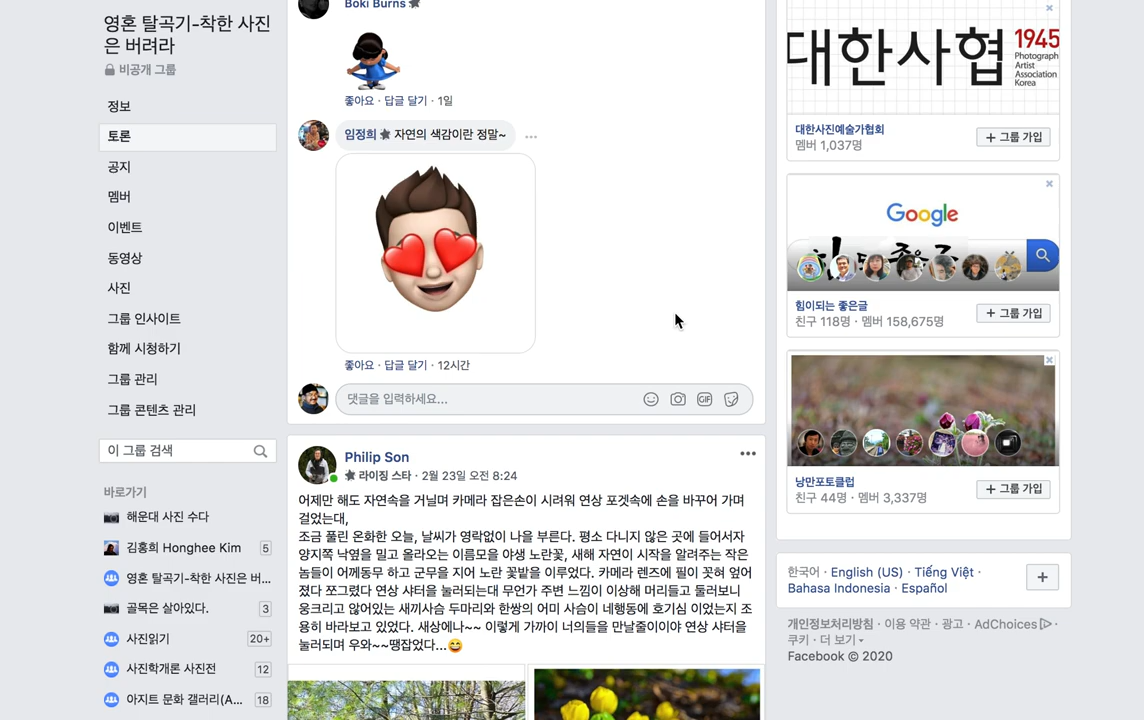 영혼 탈곡기-착한 사진
은 버려라
비공개 그룹
정보
토론
공지
멤버
이벤트
동영상
사진
그룹 인사이트
함께 시청하기
그룹 관리
그룹 콘텐츠 관리
이 그룹 검색
바로가기
해운대 사진 수다
김홍희 Honghee Kim 5
영혼 탈곡기-착한 사진은 버...
골목은 살아있다. 3
사진읽기 20+
사진학개론 사진전 12
아지트 문화 갤러리(A... 18
Boki Burns
좋아요 · 답글 달기 · 1일
임정희 자연의 색감이란 정말~
좋아요 · 답글 달기 · 12시간
댓글을 입력하세요...
GIF
Philip Son
라이징 스타 · 2월 23일 오전 8:24
어제만 해도 자연속을 거닐며 카메라 잡은손이 시려워 연상 포겟속에 손을 바꾸어 가며
걸었는대,
조금 풀린 온화한 오늘, 날씨가 영락없이 나을 부른다. 평소 다니지 않은 곳에 들어서자
양지쪽 낙옆을 밀고 올라오는 이름모을 야생 노란꽃, 새해 자연이 시작을 알려주는 작은
놈들이 어께동무 하고 군무을 지어 노란 꽃밭을 이루었다. 카메라 렌즈에 필이 꼿혀 엎어
졌다 쪼그렸다 연상 샤터을 눌러되는대 무언가 주변 느낌이 이상해 머리들고 둘러보니
웅크리고 않어있는 새끼사슴 두마리와 한쌍의 어미 사슴이 네행동에 호기심 이었는지 조
용히 바라보고 있었다. 새상에나~~ 이렇게 가까이 너의들을 만날줄이이야 연상 샤터을
눌러되며 우와~~땡잡었다...
대한사협 1945
Photograph
Artist
Association
Korea
대한사진예술가협회
멤버 1,037명
+ 그룹 가입
Google
힘이되는 좋은글
친구 118명 · 멤버 158,675명
+ 그룹 가입
낭만포토클럽
친구 44명 · 멤버 3,337명
+ 그룹 가입
한국어 · English (US) · Tiếng Việt ·
Bahasa Indonesia · Español
개인정보처리방침 · 이용 약관 · 광고 · AdChoices ·
쿠키 · 더 보기
Facebook © 2020